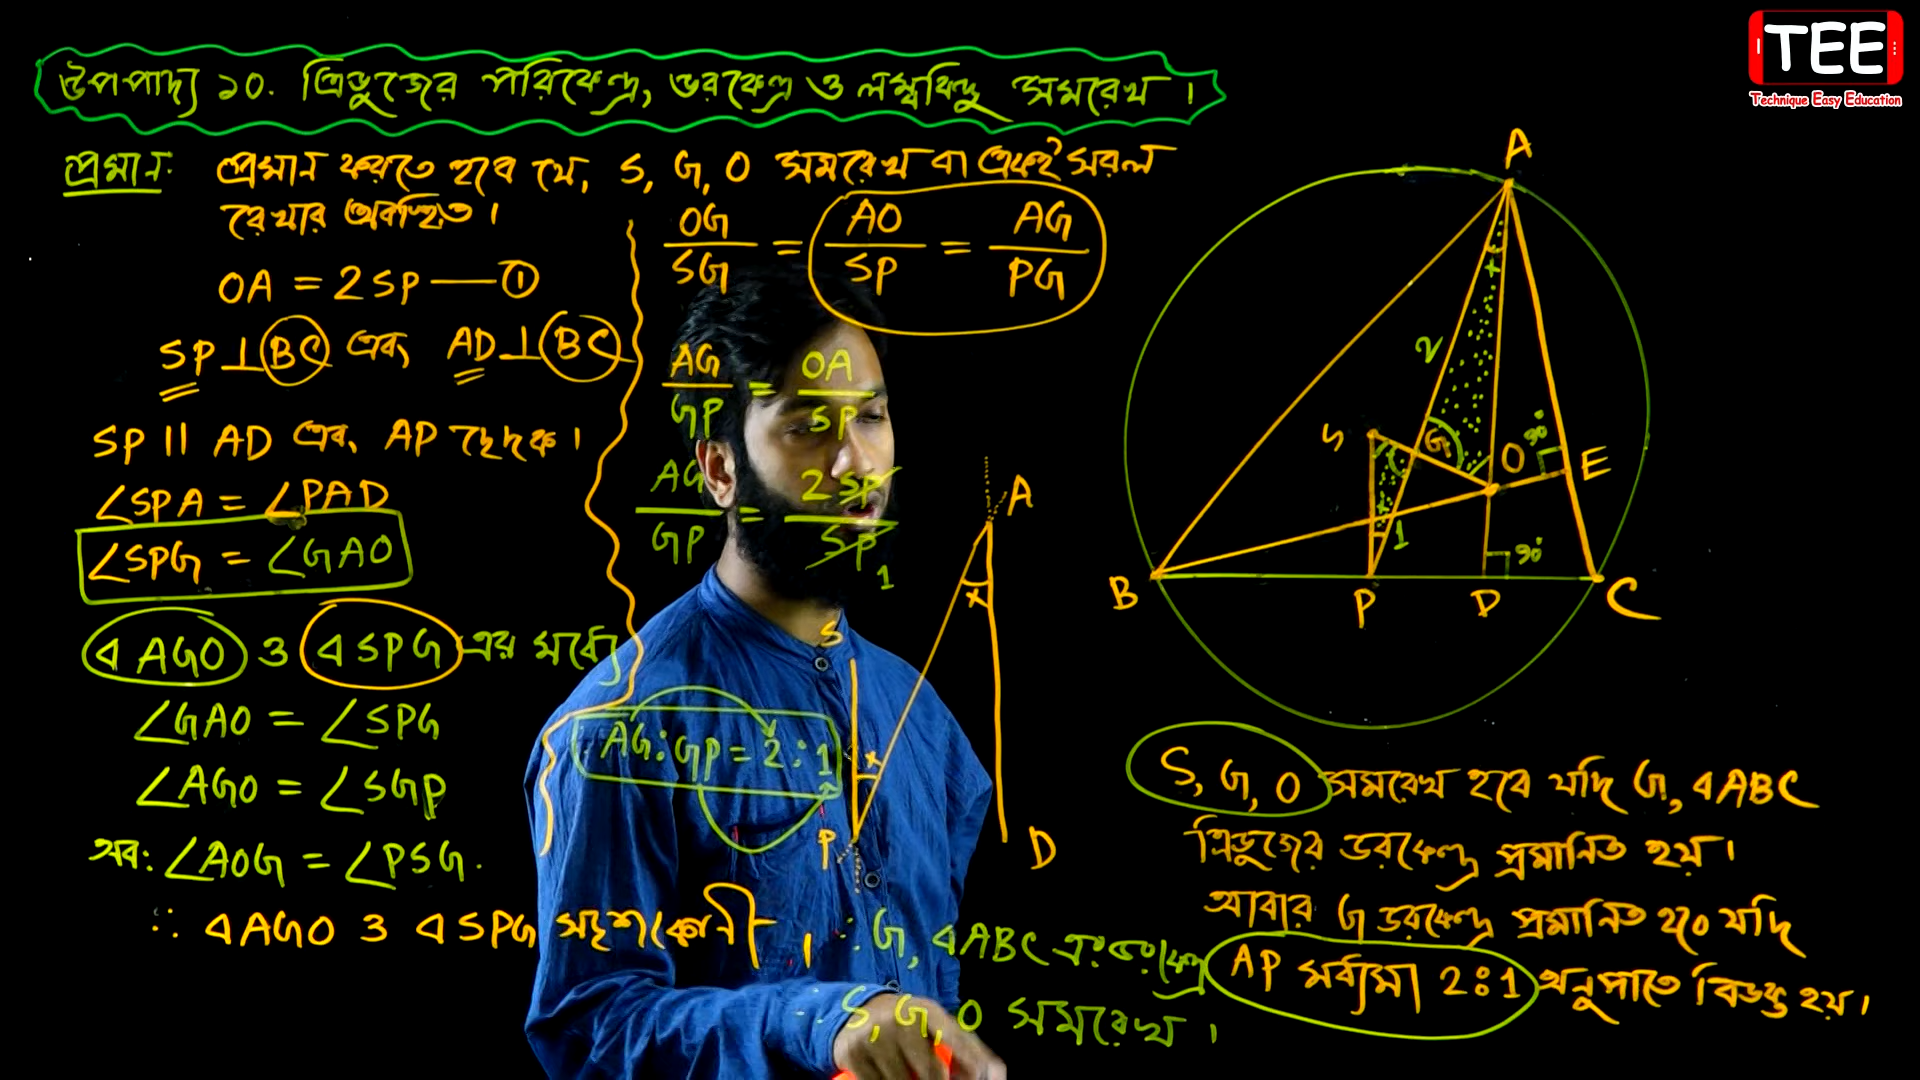 উপপাদ্য ১০. ত্রিভুজের পরিকেন্দ্র, ভরকেন্দ্র ও লম্ববিন্দু সমরেখ।
TEE
Technique Easy Education
প্রমান: প্রমান করতে হবে যে, S, G, O সমরেখ বা একই সরল
রেখার অবস্থিত।
OA = 2SP — ①
SP ⊥ BC এবং AD ⊥ BC
SP || AD এবং AP ছেদক।
∠SPA = ∠PAD
∠SPG = ∠GAO
△AGO ও △SPG এর মধ্যে
∠GAO = ∠SPG
∠AGO = ∠SGP
অব: ∠AOG = ∠PSG.
∴ △AGO ও △SPG সদৃশকোনী।
OG/SG = AO/SP = AG/PG
AG/GP = OA/SP
AG/GP = 2SP/SP 1
AG:GP = 2:1
∴ G, △ABC এর ভরকেন্দ্র
∴ S, G, O সমরেখ।
A
x
S
x
P
D
A
x
2
S
G
O
90°
E
x
1
90°
B
P
D
C
S, G, O সমরেখ হবে যদি G, △ABC
ত্রিভুজের ভরকেন্দ্র প্রমানিত হয়।
আবার G ভরকেন্দ্র প্রমানিত হবে যদি
AP মধ্যমা 2:1 অনুপাতে বিভক্ত হয়।